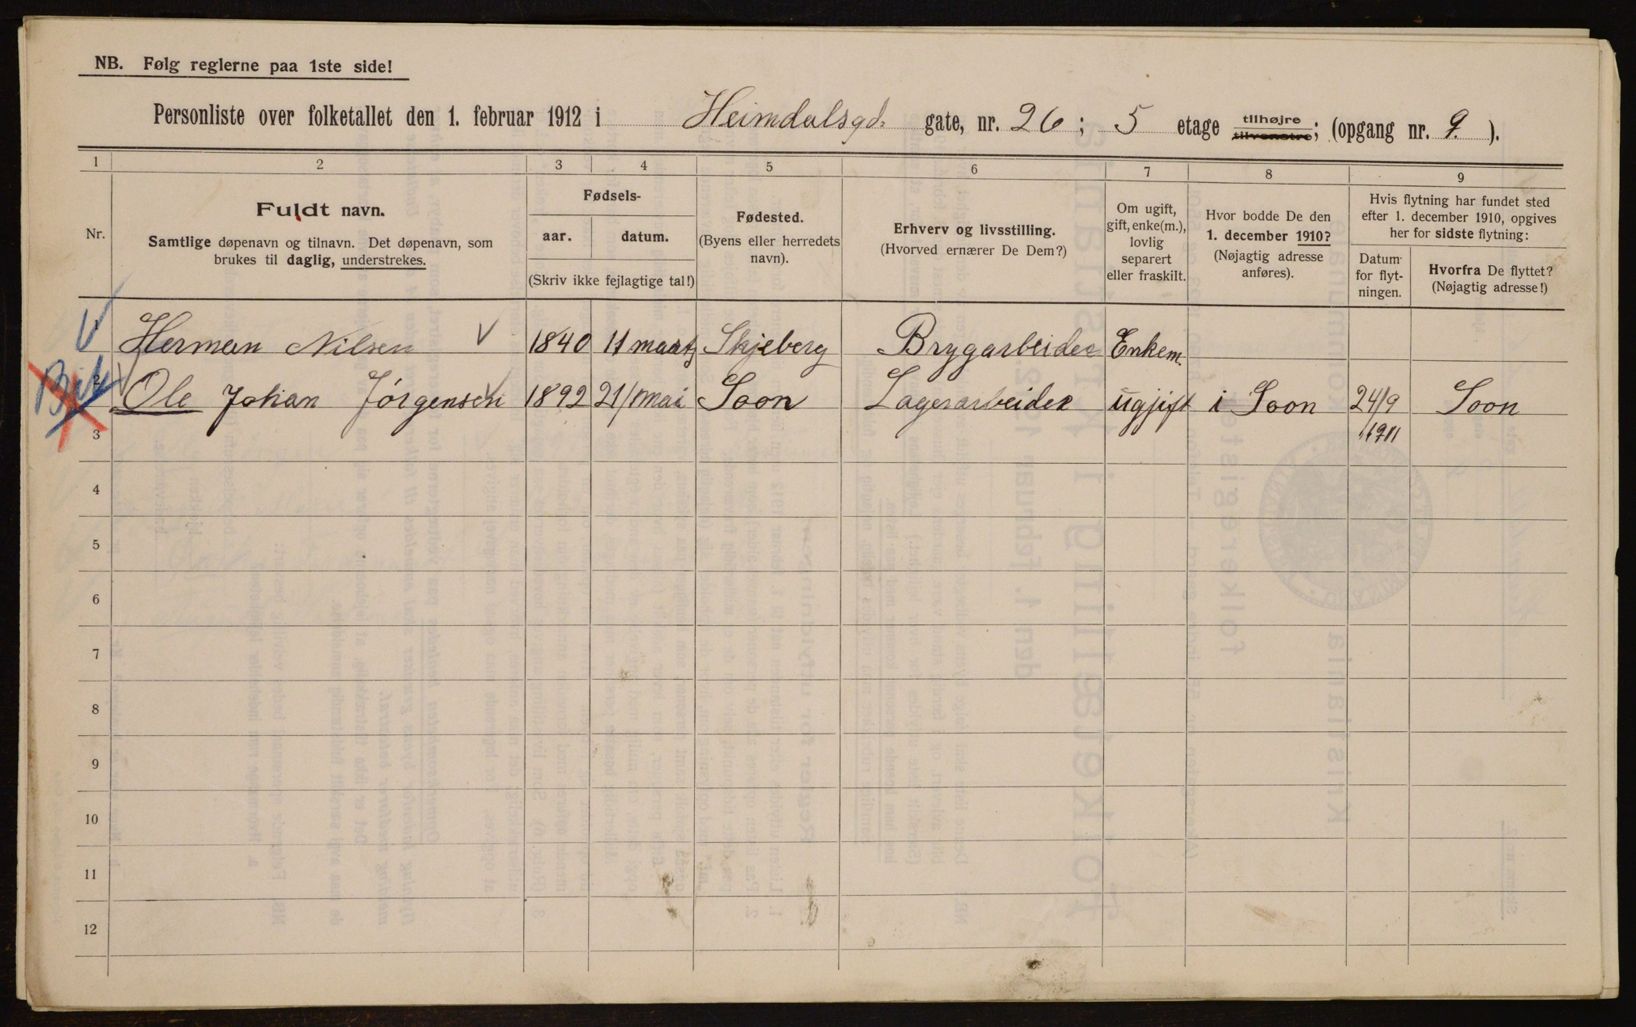 NB. Følg reglerne paa 1ste side!
Personliste over folketallet den 1. februar 1912 i Heimdalsgd. gate, nr. 26 ; 5 etage tilhøjre tilvenstre; (opgang nr. 9. ).
1 2 3 4 5 6 7 8 9
Nr.
Fuldt navn.
Samtlige døpenavn og tilnavn. Det døpenavn, som
brukes til daglig, understrekes.
Fødsels-
aar. datum.
(Skriv ikke fejlagtige tal!)
Fødested.
(Byens eller herredets
navn).
Erhverv og livsstilling.
(Hvorved ernærer De Dem?)
Om ugift,
gift, enke(m.),
lovlig
separert
eller fraskilt.
Hvor bodde De den
1. december 1910?
(Nøjagtig adresse
anføres).
Hvis flytning har fundet sted
efter 1. december 1910, opgives
her for sidste flytning:
Datum
for flyt-
ningen.
Hvorfra De flyttet?
(Nøjagtig adresse!)
Herman Nilsen 1840 11 marts Skjeberg Brygarbeider Enkem.
2 Ole Johan Jørgensen 1892 21/mai Soon Lagerarbeider ugjift i Soon 24/9 1911 Soon
3
4
5
6
7
8
9
10
11
12